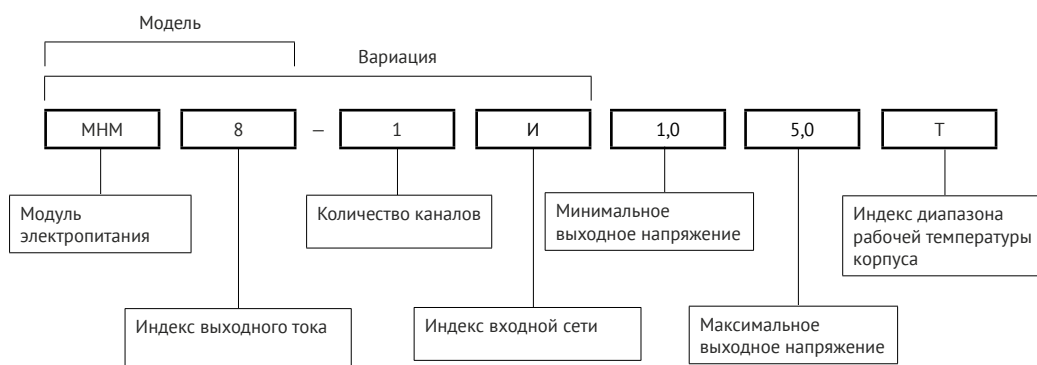 Модель
Вариация
МНМ 8 – 1 И 1,0 5,0 Т
Модуль
электропитания
Количество каналов
Минимальное
выходное напряжение
Индекс диапазона
рабочей температуры
корпуса
Индекс выходного тока
Индекс входной сети
Максимальное
выходное напряжение